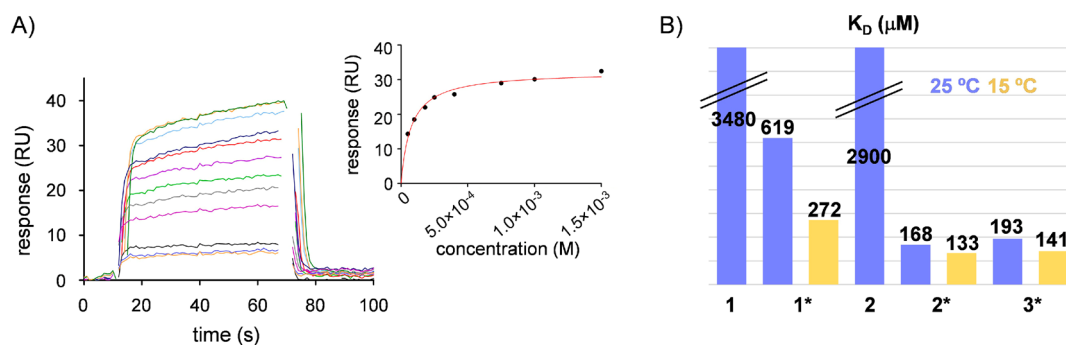 A)
response (RU)
40
30
20
10
0
0 20 40 60 80 100
time (s)
response (RU)
40
30
20
10
0
0 5.0×10⁻⁴ 1.0×10⁻³ 1.5×10⁻³
concentration (M)
B)
K_D (μM)
25 ºC 15 ºC
3480
619
272
2900
168
133
193
141
1 1* 2 2* 3*